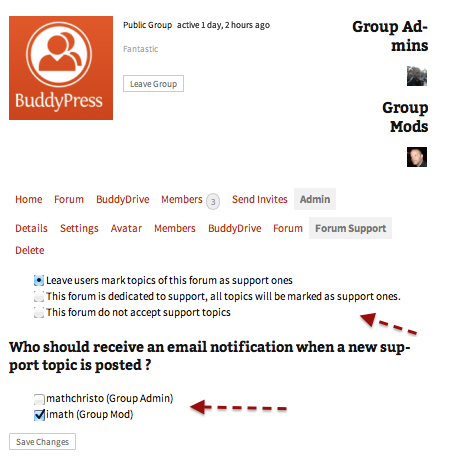 BuddyPress
Public Group active 1 day, 2 hours ago
Fantastic
Leave Group
Group Ad-
mins
Group
Mods
Home Forum BuddyDrive Members 3 Send Invites Admin
Details Settings Avatar Members BuddyDrive Forum Forum Support
Delete
Leave users mark topics of this forum as support ones
This forum is dedicated to support, all topics will be marked as support ones.
This forum do not accept support topics
Who should receive an email notification when a new sup-
port topic is posted ?
mathchristo (Group Admin)
imath (Group Mod)
Save Changes